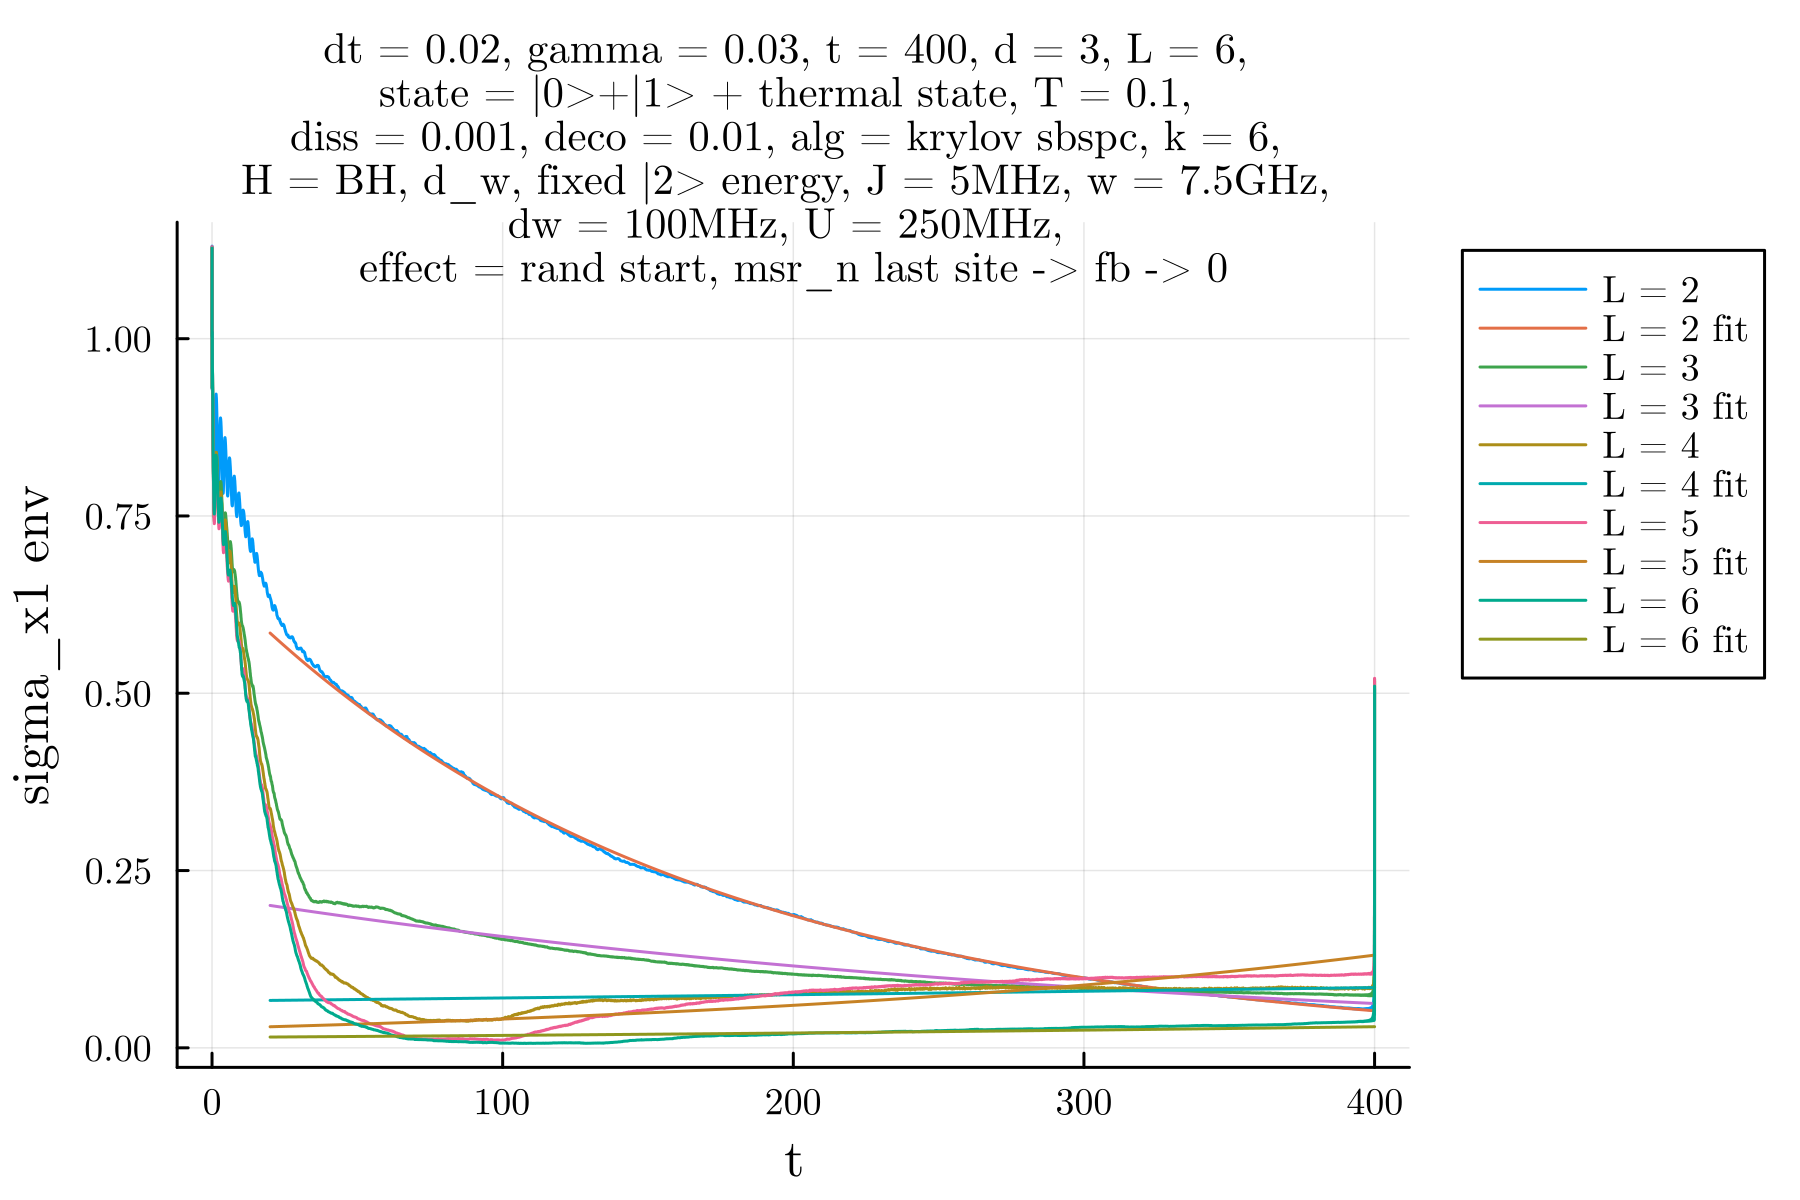 dt = 0.02, gamma = 0.03, t = 400, d = 3, L = 6,
state = |0>+|1> + thermal state, T = 0.1,
diss = 0.001, deco = 0.01, alg = krylov sbspc, k = 6,
H = BH, d_w, fixed |2> energy, J = 5MHz, w = 7.5GHz,
dw = 100MHz, U = 250MHz,
effect = rand start, msr_n last site -> fb -> 0
sigma_x1 env
1.00
0.75
0.50
0.25
0.00
0
100
200
300
400
t
L = 2
L = 2 fit
L = 3
L = 3 fit
L = 4
L = 4 fit
L = 5
L = 5 fit
L = 6
L = 6 fit